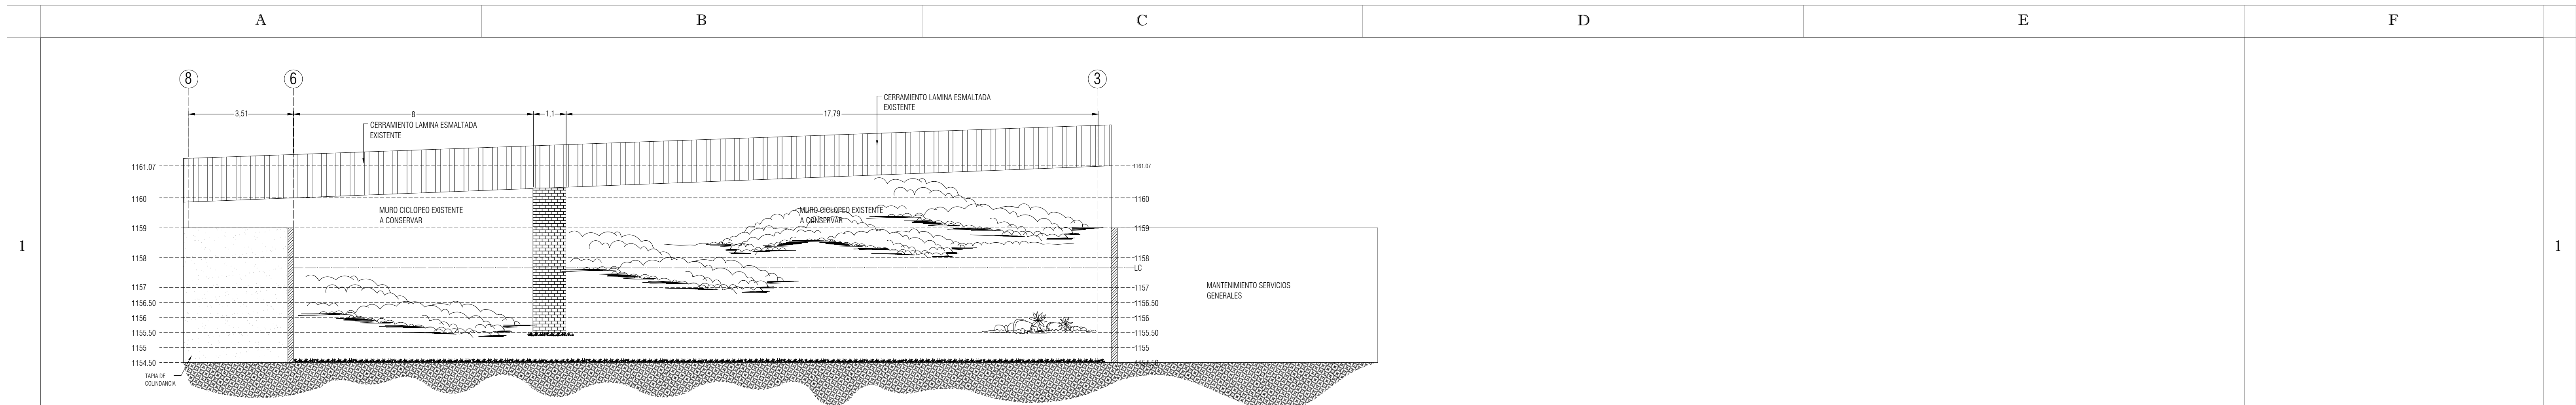 A B C D E F
8 6 3
3,51 8 1,1 17,79
CERRAMIENTO LAMINA ESMALTADA
EXISTENTE
CERRAMIENTO LAMINA ESMALTADA
EXISTENTE
1161.07 1161.07
1160 1160
MURO CICLOPEO EXISTENTE
A CONSERVAR
MURO CICLOPEO EXISTENTE
A CONSERVAR
1159 1159
1 1
1158 1158
LC
1157 1157
MANTENIMIENTO SERVICIOS
GENERALES
1156.50 1156.50
1156 1156
1155.50 1155.50
1155 1155
1154.50 1154.50
TAPIA DE
COLINDANCIA